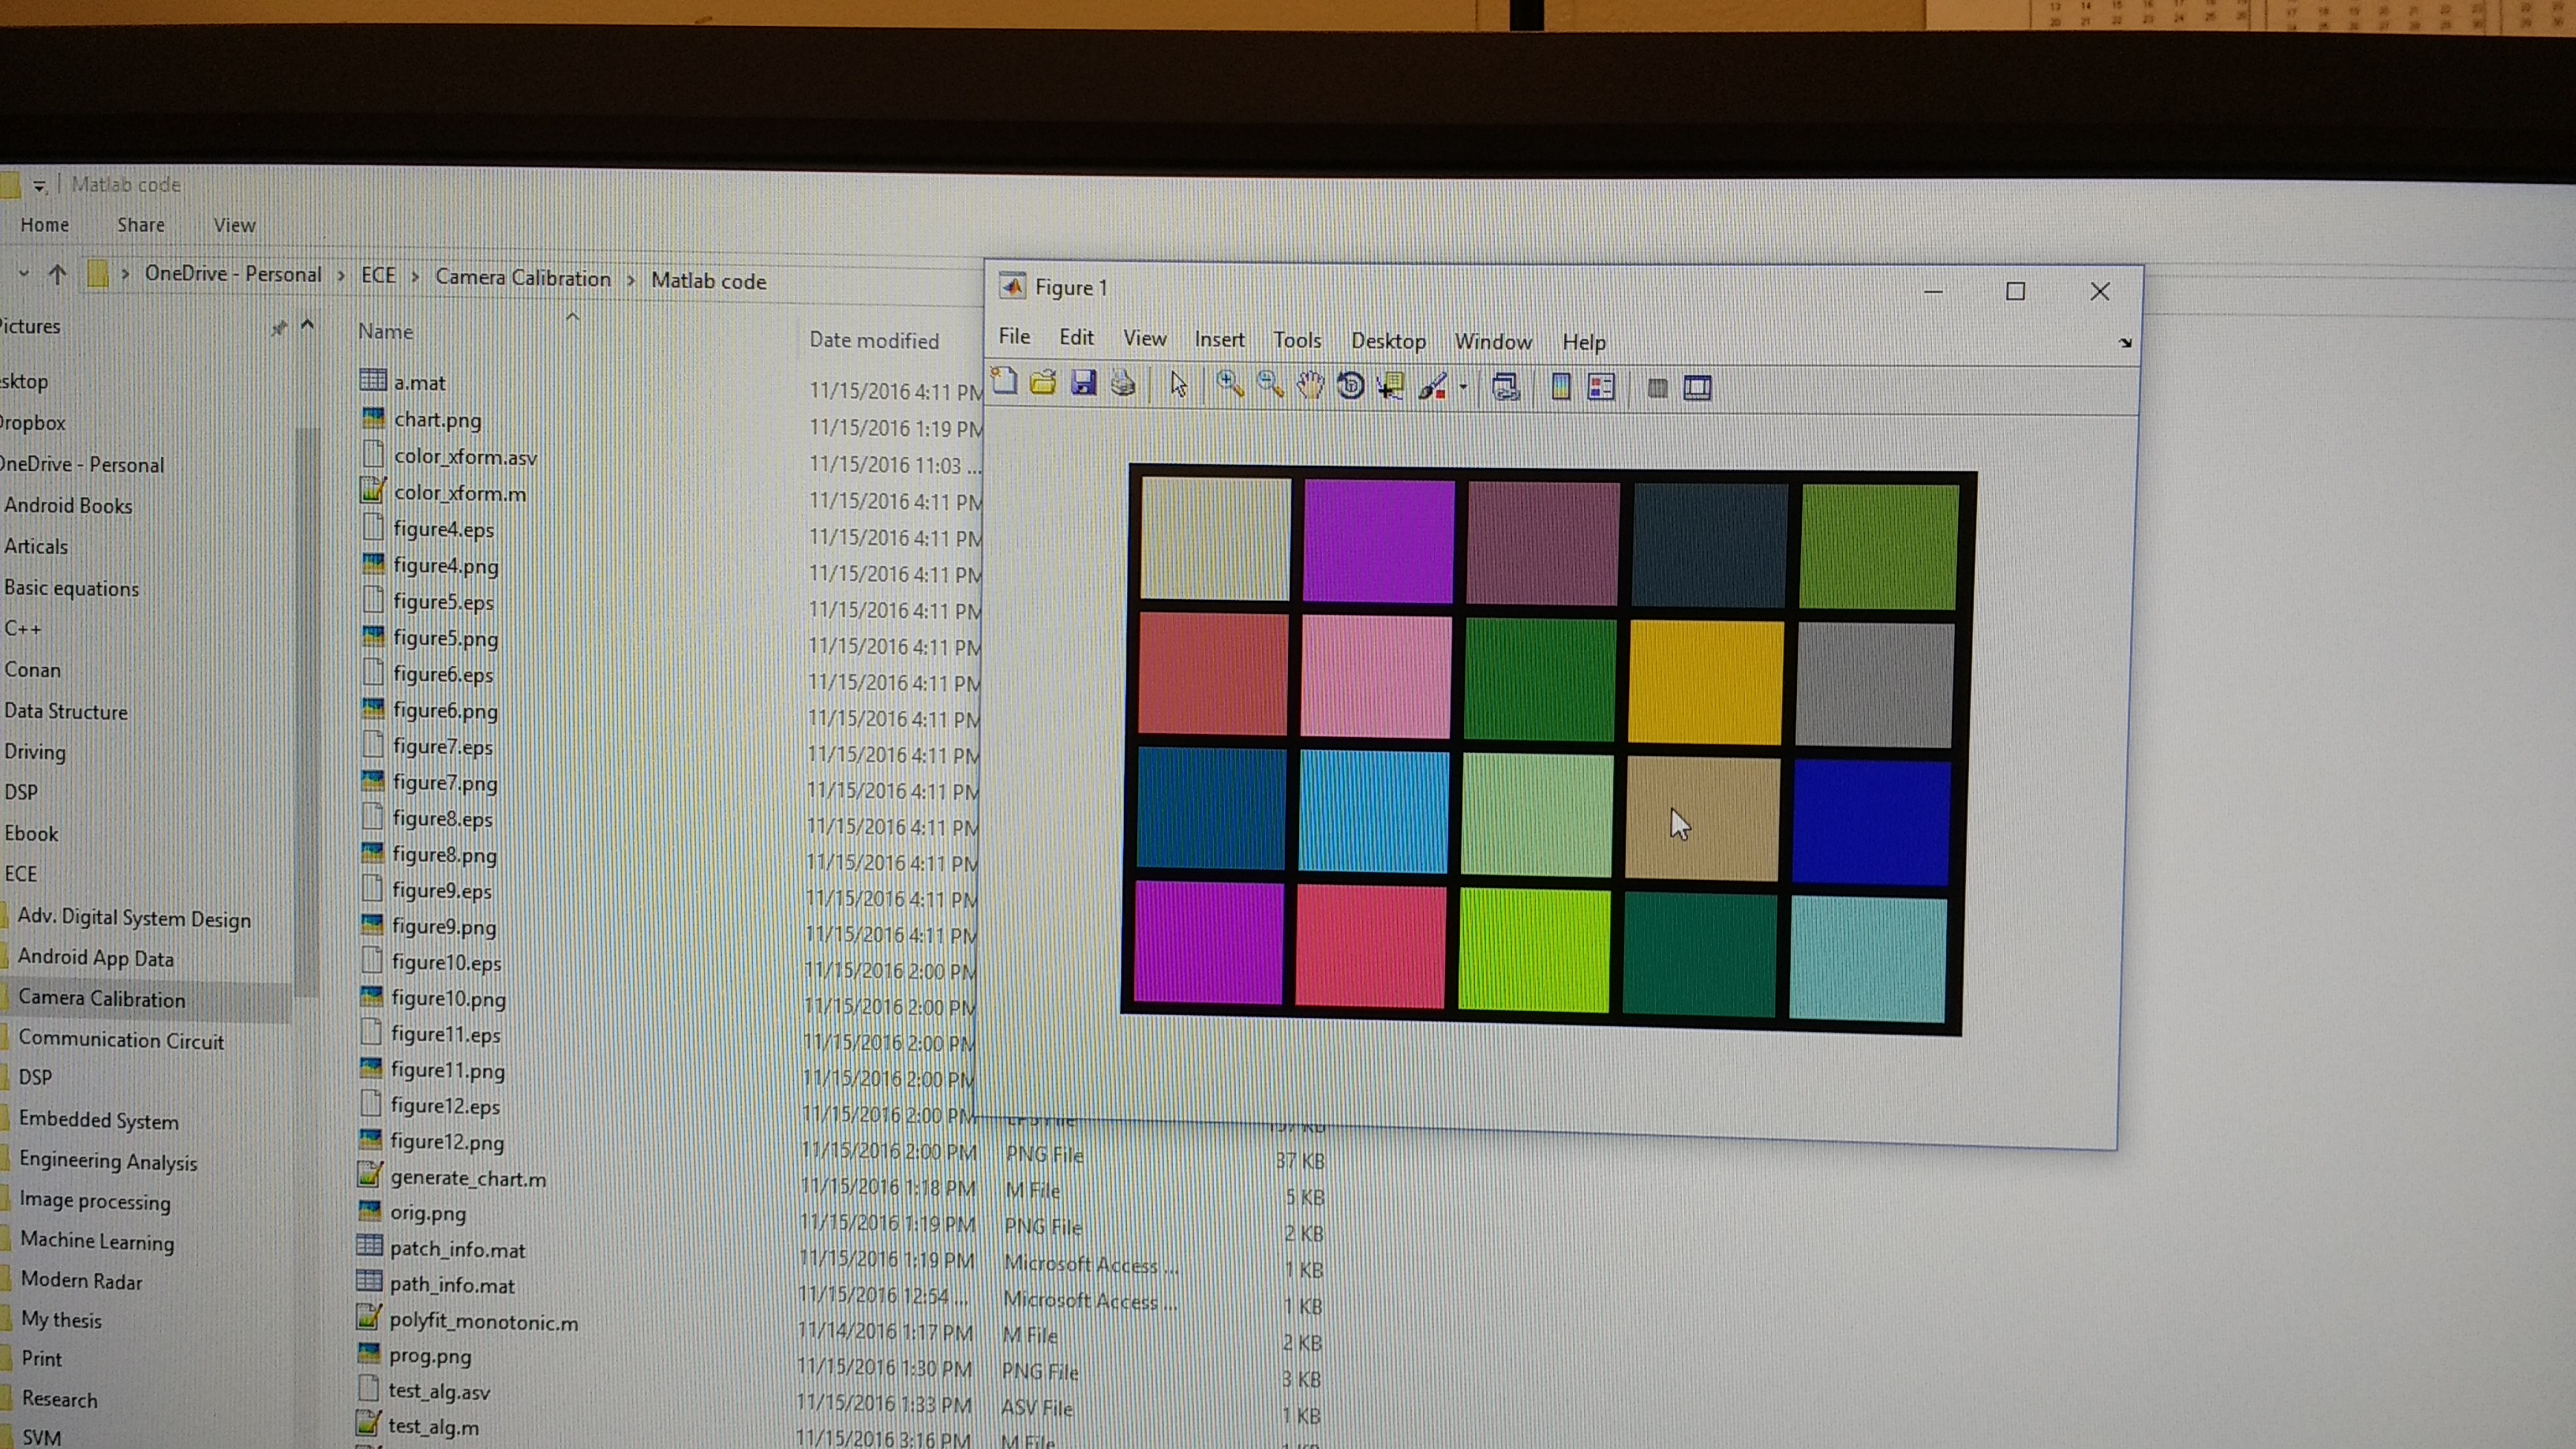 Matlab code
Home Share View
OneDrive - Personal > ECE > Camera Calibration > Matlab code
ictures
sktop
ropbox
neDrive - Personal
Android Books
Articals
Basic equations
C++
Conan
Data Structure
Driving
DSP
Ebook
ECE
Adv. Digital System Design
Android App Data
Camera Calibration
Communication Circuit
DSP
Embedded System
Engineering Analysis
Image processing
Machine Learning
Modern Radar
My thesis
Print
Research
SVM
Name Date modified
a.mat 11/15/2016 4:11 PM
chart.png 11/15/2016 1:19 PM
color_xform.asv 11/15/2016 11:03 ...
color_xform.m 11/15/2016 4:11 PM
figure4.eps 11/15/2016 4:11 PM
figure4.png 11/15/2016 4:11 PM
figure5.eps 11/15/2016 4:11 PM
figure5.png 11/15/2016 4:11 PM
figure6.eps 11/15/2016 4:11 PM
figure6.png 11/15/2016 4:11 PM
figure7.eps 11/15/2016 4:11 PM
figure7.png 11/15/2016 4:11 PM
figure8.eps 11/15/2016 4:11 PM
figure8.png 11/15/2016 4:11 PM
figure9.eps 11/15/2016 4:11 PM
figure9.png 11/15/2016 4:11 PM
figure10.eps 11/15/2016 2:00 PM
figure10.png 11/15/2016 2:00 PM
figure11.eps 11/15/2016 2:00 PM
figure11.png 11/15/2016 2:00 PM
figure12.eps 11/15/2016 2:00 PM
figure12.png 11/15/2016 2:00 PM PNG File 37 KB
generate_chart.m 11/15/2016 1:18 PM M File 5 KB
orig.png 11/15/2016 1:19 PM PNG File 2 KB
patch_info.mat 11/15/2016 1:19 PM Microsoft Access ... 1 KB
path_info.mat 11/15/2016 12:54 ... Microsoft Access ... 1 KB
polyfit_monotonic.m 11/14/2016 1:17 PM M File 2 KB
prog.png 11/15/2016 1:30 PM PNG File 3 KB
test_alg.asv 11/15/2016 1:33 PM ASV File 1 KB
test_alg.m 11/15/2016 3:16 PM M File
Figure 1
File Edit View Insert Tools Desktop Window Help